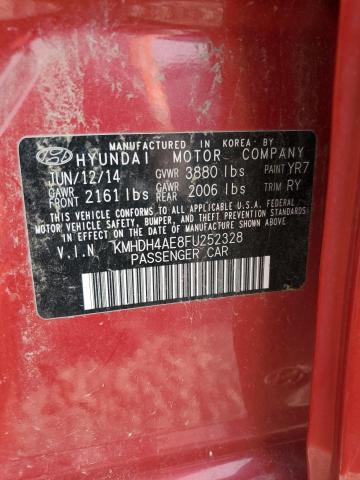 MANUFACTURED IN KOREA BY
HYUNDAI MOTOR COMPANY
JUN/12/14 GVWR 3880 lbs PAINT YR7
GAWR FRONT 2161 lbs GAWR REAR 2006 lbs TRIM RY
THIS VEHICLE CONFORMS TO ALL APPLICABLE FEDERAL
MOTOR VEHICLE SAFETY, BUMPER, AND THEFT PREVENTION
STANDARDS IN EFFECT ON THE DATE OF MANUFACTURE SHOWN ABOVE.
V.I.N KMHDH4AE8FU252328
PASSENGER CAR